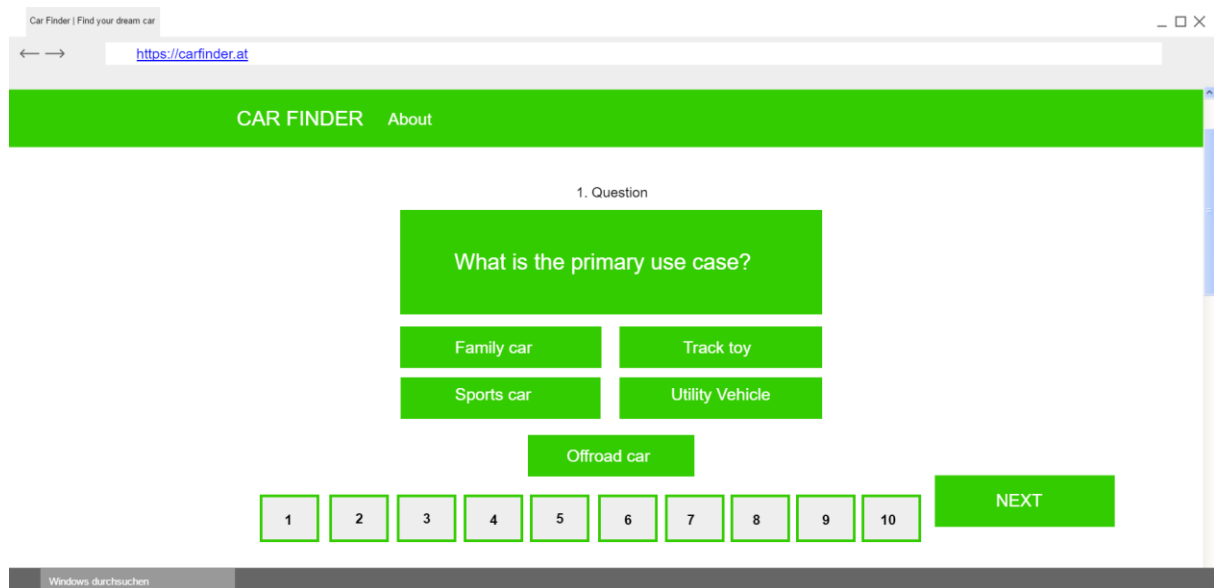 Car Finder | Find your dream car
https://carfinder.at
CAR FINDER About
1. Question
What is the primary use case?
Family car Track toy
Sports car Utility Vehicle
Offroad car
NEXT
1 2 3 4 5 6 7 8 9 10
Windows durchsuchen